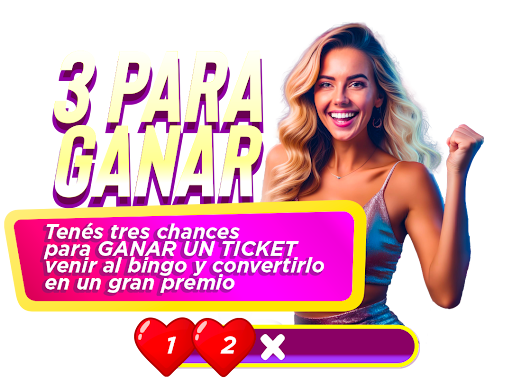 3 PARA
GANAR
Tenés tres chances
para GANAR UN TICKET
venir al bingo y convertirlo
en un gran premio
1 2